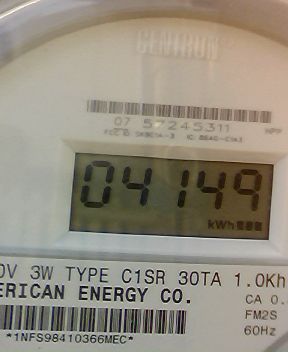 CENTRON
07 57245311
HPP
04149
kWh
0V 3W TYPE C1SR 30TA 1.0Kh
ERICAN ENERGY CO.
CA 0.
FM2S
60Hz
*1NFS98410366MEC*